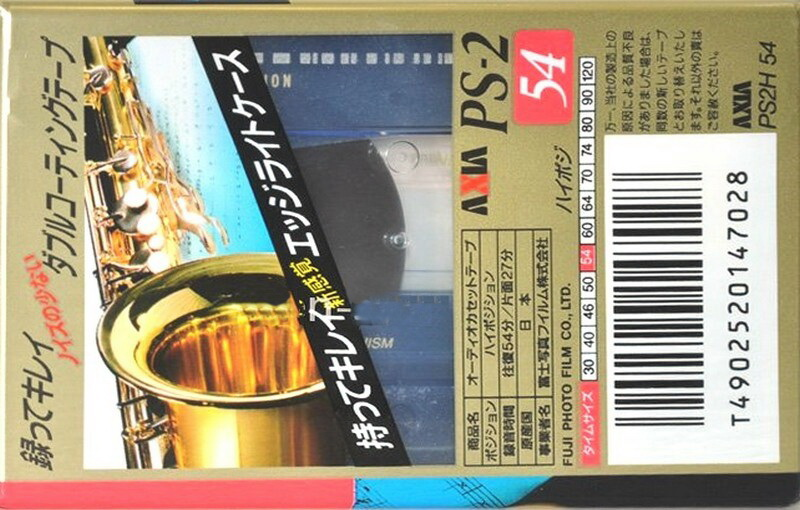 録ってキレイ
ノイズの少ない
ダブルコーティングテープ
持ってキレイ
新感覚
エッジライトケース
NOR
AXIA PS-2 54
ハイポジ
商品名 オーディオカセットテープ
ポジション ハイポジション
録音時間 往復54分/片面27分
原産国 日本
事業者名 富士写真フイルム株式会社
FUJI PHOTO FILM CO., LTD.
タイムサイズ 30 40 46 50 54 60 64 70 74 80 90 120
万一、当社の製造上の
原因による品質不良
がありました場合は、
同数の新しいテープ
とお取り替えいたし
ます。それ以外の責は
ご容赦ください。
AXIA
PS2H 54
T4902520147028